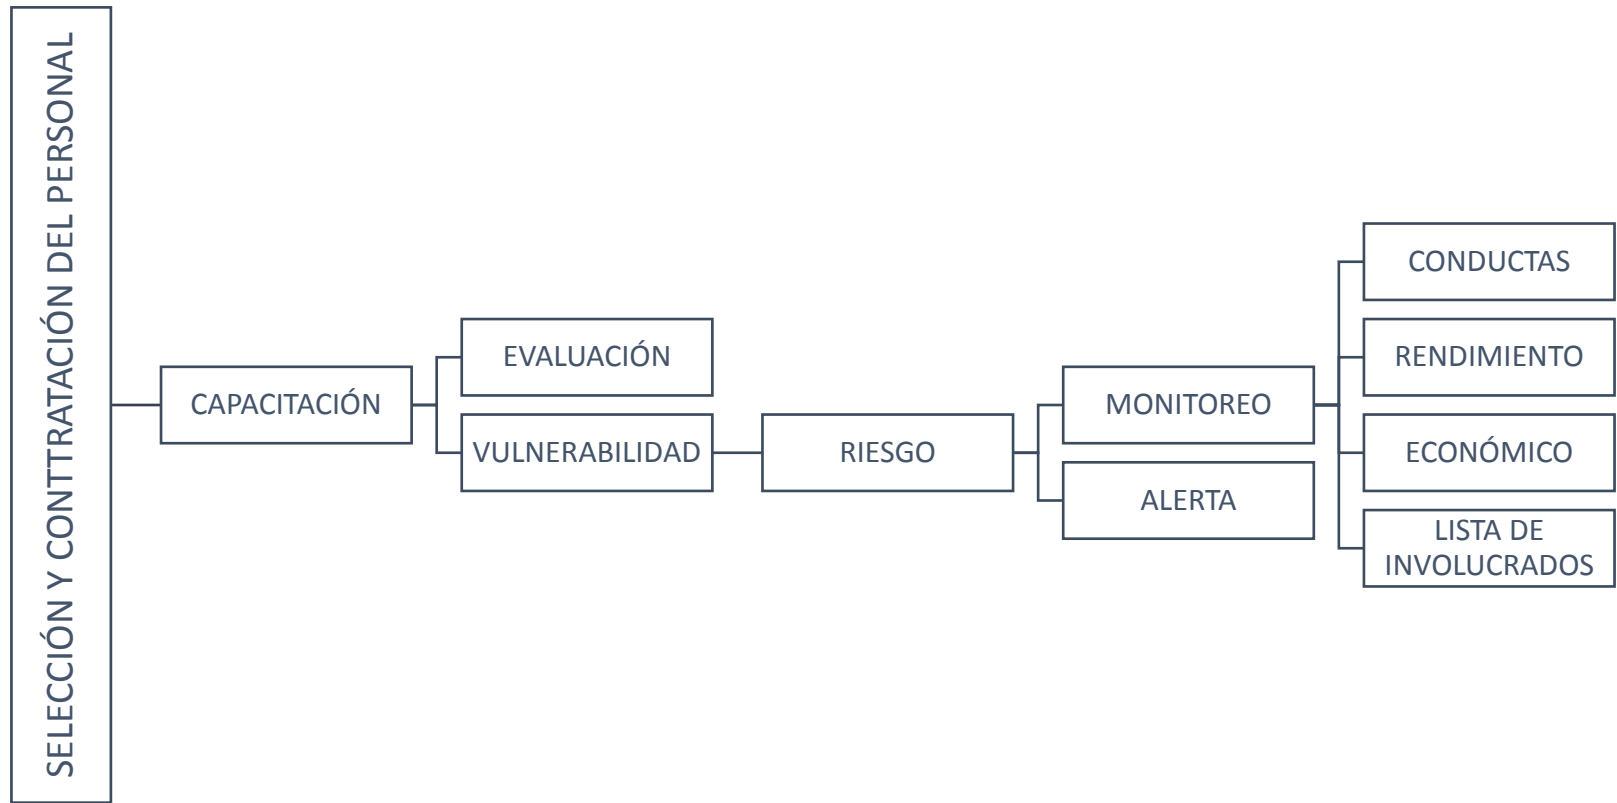 SELECCIÓN Y CONTTRATACIÓN DEL PERSONAL
CAPACITACIÓN
EVALUACIÓN
VULNERABILIDAD
RIESGO
MONITOREO
ALERTA
CONDUCTAS
RENDIMIENTO
ECONÓMICO
LISTA DE
INVOLUCRADOS